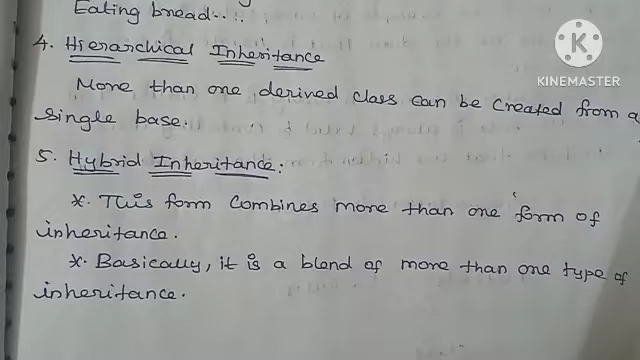 Eating bread.....
4. Hierarchical Inheritance
More than one derived class can be created from a
single base.
5. Hybrid Inheritance:
*. This form combines more than one form of
inheritance.
*. Basically, it is a blend of more than one type of
inheritance.
K
KINEMASTER